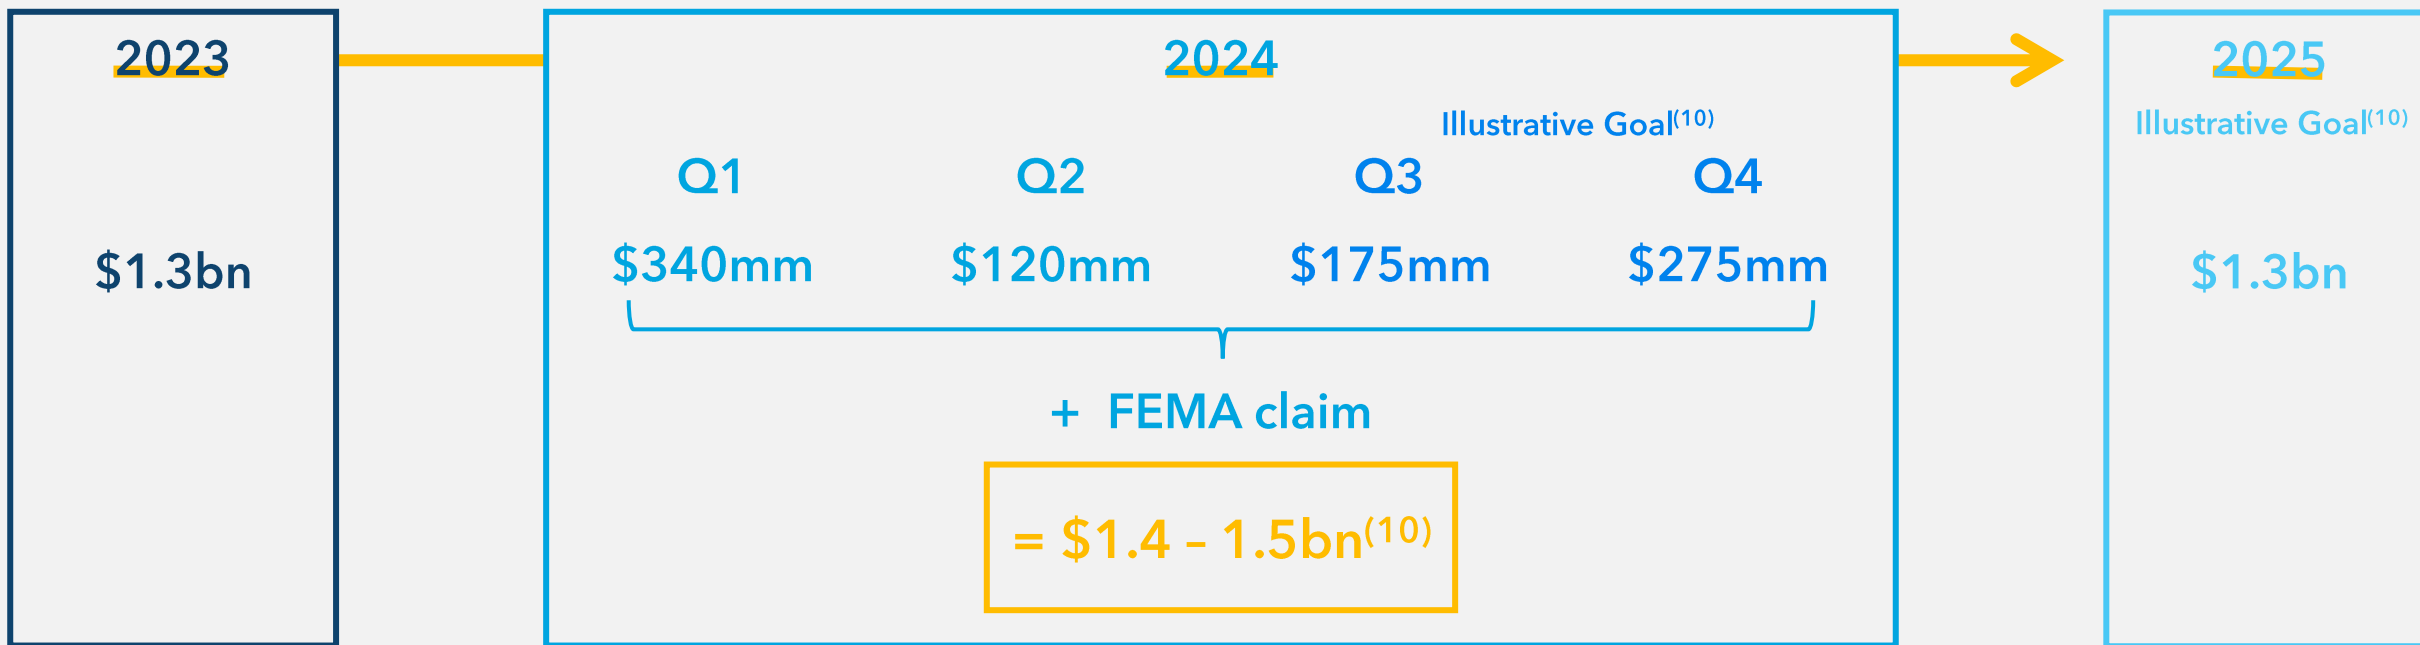 2023
$1.3bn
2024
Illustrative Goal(10)
Q1 Q2 Q3 Q4
$340mm $120mm $175mm $275mm
+ FEMA claim
= $1.4 – 1.5bn(10)
2025
Illustrative Goal(10)
$1.3bn